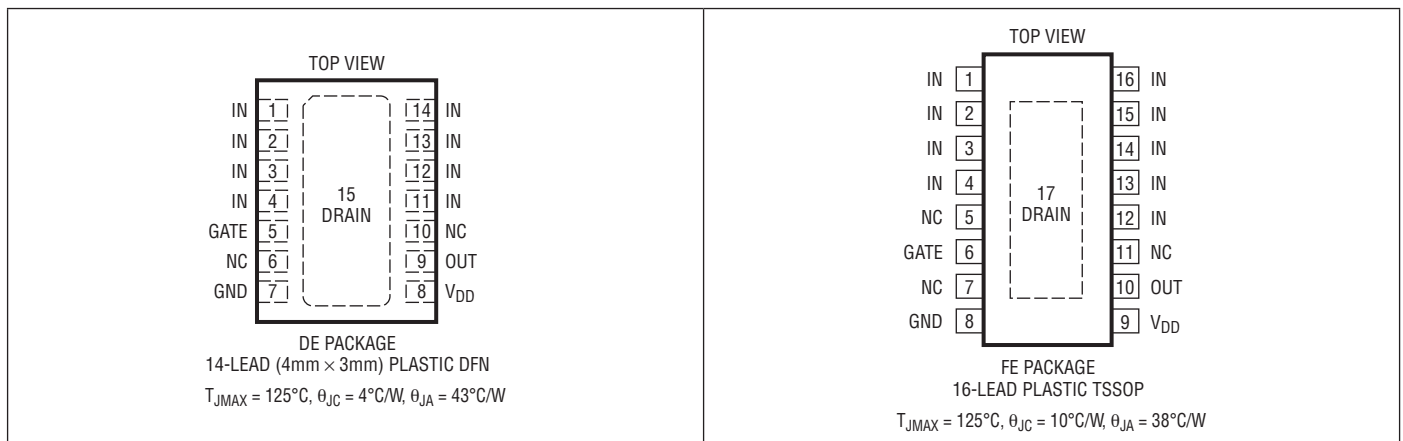 TOP VIEW
IN 1 14 IN
IN 2 13 IN
IN 3 12 IN
IN 4 11 IN
15
DRAIN
GATE 5 10 NC
NC 6 9 OUT
GND 7 8 VDD
DE PACKAGE
14-LEAD (4mm × 3mm) PLASTIC DFN
TJMAX = 125°C, θJC = 4°C/W, θJA = 43°C/W
TOP VIEW
IN 1 16 IN
IN 2 15 IN
IN 3 14 IN
IN 4 13 IN
17
DRAIN
NC 5 12 IN
GATE 6 11 NC
NC 7 10 OUT
GND 8 9 VDD
FE PACKAGE
16-LEAD PLASTIC TSSOP
TJMAX = 125°C, θJC = 10°C/W, θJA = 38°C/W